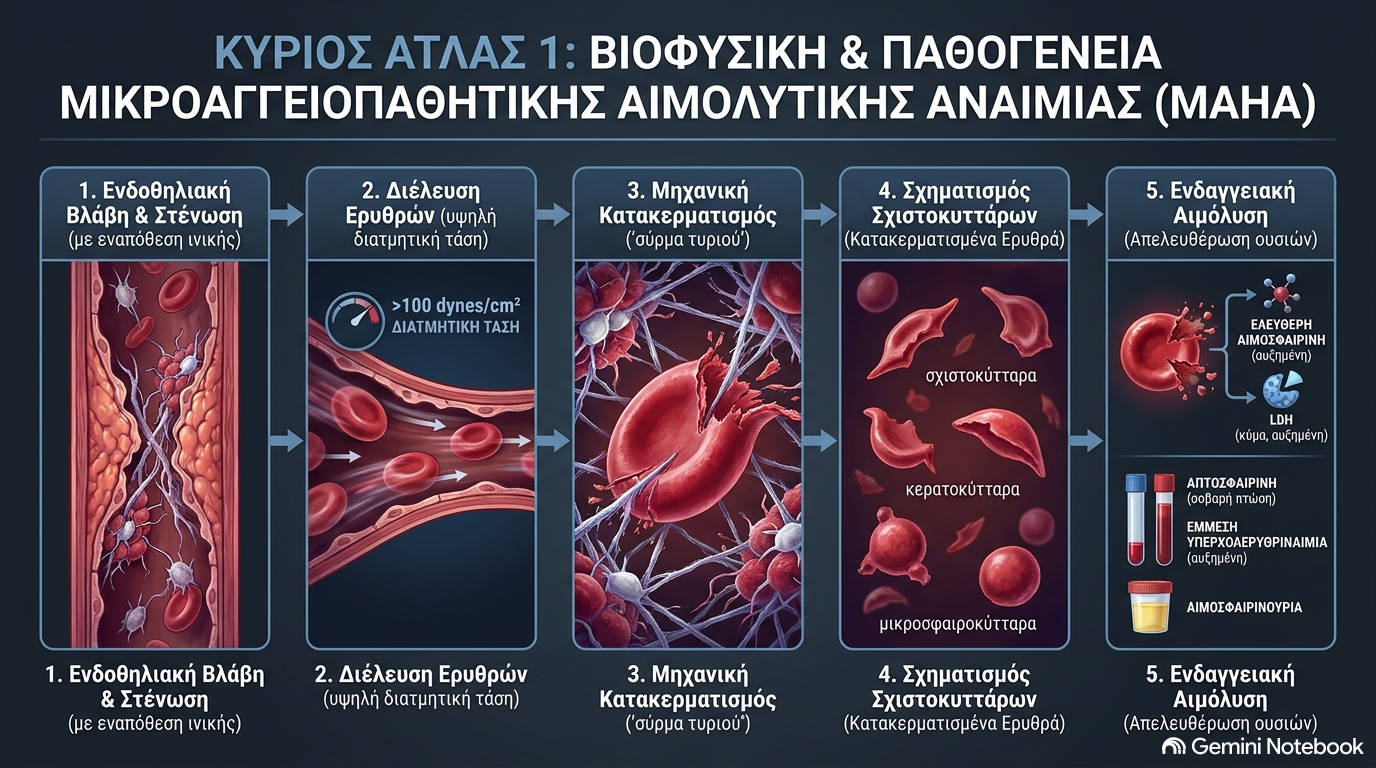 ΚΥΡΙΟΣ ΑΤΛΑΣ 1: ΒΙΟΦΥΣΙΚΗ & ΠΑΘΟΓΕΝΕΙΑ
ΜΙΚΡΟΑΓΓΕΙΟΠΑΘΗΤΙΚΗΣ ΑΙΜΟΛΥΤΙΚΗΣ ΑΝΑΙΜΙΑΣ (MAHA)
1. Ενδοθηλιακή
Βλάβη & Στένωση
(με εναπόθεση ινικής)
2. Διέλευση
Ερυθρών (υψηλή
διατμητική τάση)
>100 dynes/cm²
ΔΙΑΤΜΗΤΙΚΗ ΤΑΣΗ
3. Μηχανική
Κατακερματισμός
('σύρμα τυριού')
4. Σχηματισμός
Σχιστοκυττάρων
(Κατακερματισμένα Ερυθρά)
σχιστοκύτταρα
κερατοκύτταρα
μικροσφαιροκύτταρα
5. Ενδαγγειακή
Αιμόλυση
(Απελευθέρωση ουσιών)
ΕΛΕΥΘΕΡΗ
ΑΙΜΟΣΦΑΙΡΙΝΗ
(αυξημένη)
LDH
(κύμα, αυξημένη)
ΑΠΤΟΣΦΑΙΡΙΝΗ
(σοβαρή πτώση)
ΕΜΜΕΣΗ
ΥΠΕΡΧΟΛΕΡΥΘΡΙΝΑΙΜΙΑ
(αυξημένη)
ΑΙΜΟΣΦΑΙΡΙΝΟΥΡΙΑ
1. Ενδοθηλιακή Βλάβη
& Στένωση
(με εναπόθεση ινικής)
2. Διέλευση Ερυθρών
(υψηλή διατμητική τάση)
3. Μηχανική
Κατακερματισμός
('σύρμα τυριού')
4. Σχηματισμός
Σχιστοκυττάρων
(Κατακερματισμένα Ερυθρά)
5. Ενδαγγειακή
Αιμόλυση
(Απελευθέρωση ουσιών)
Gemini Notebook